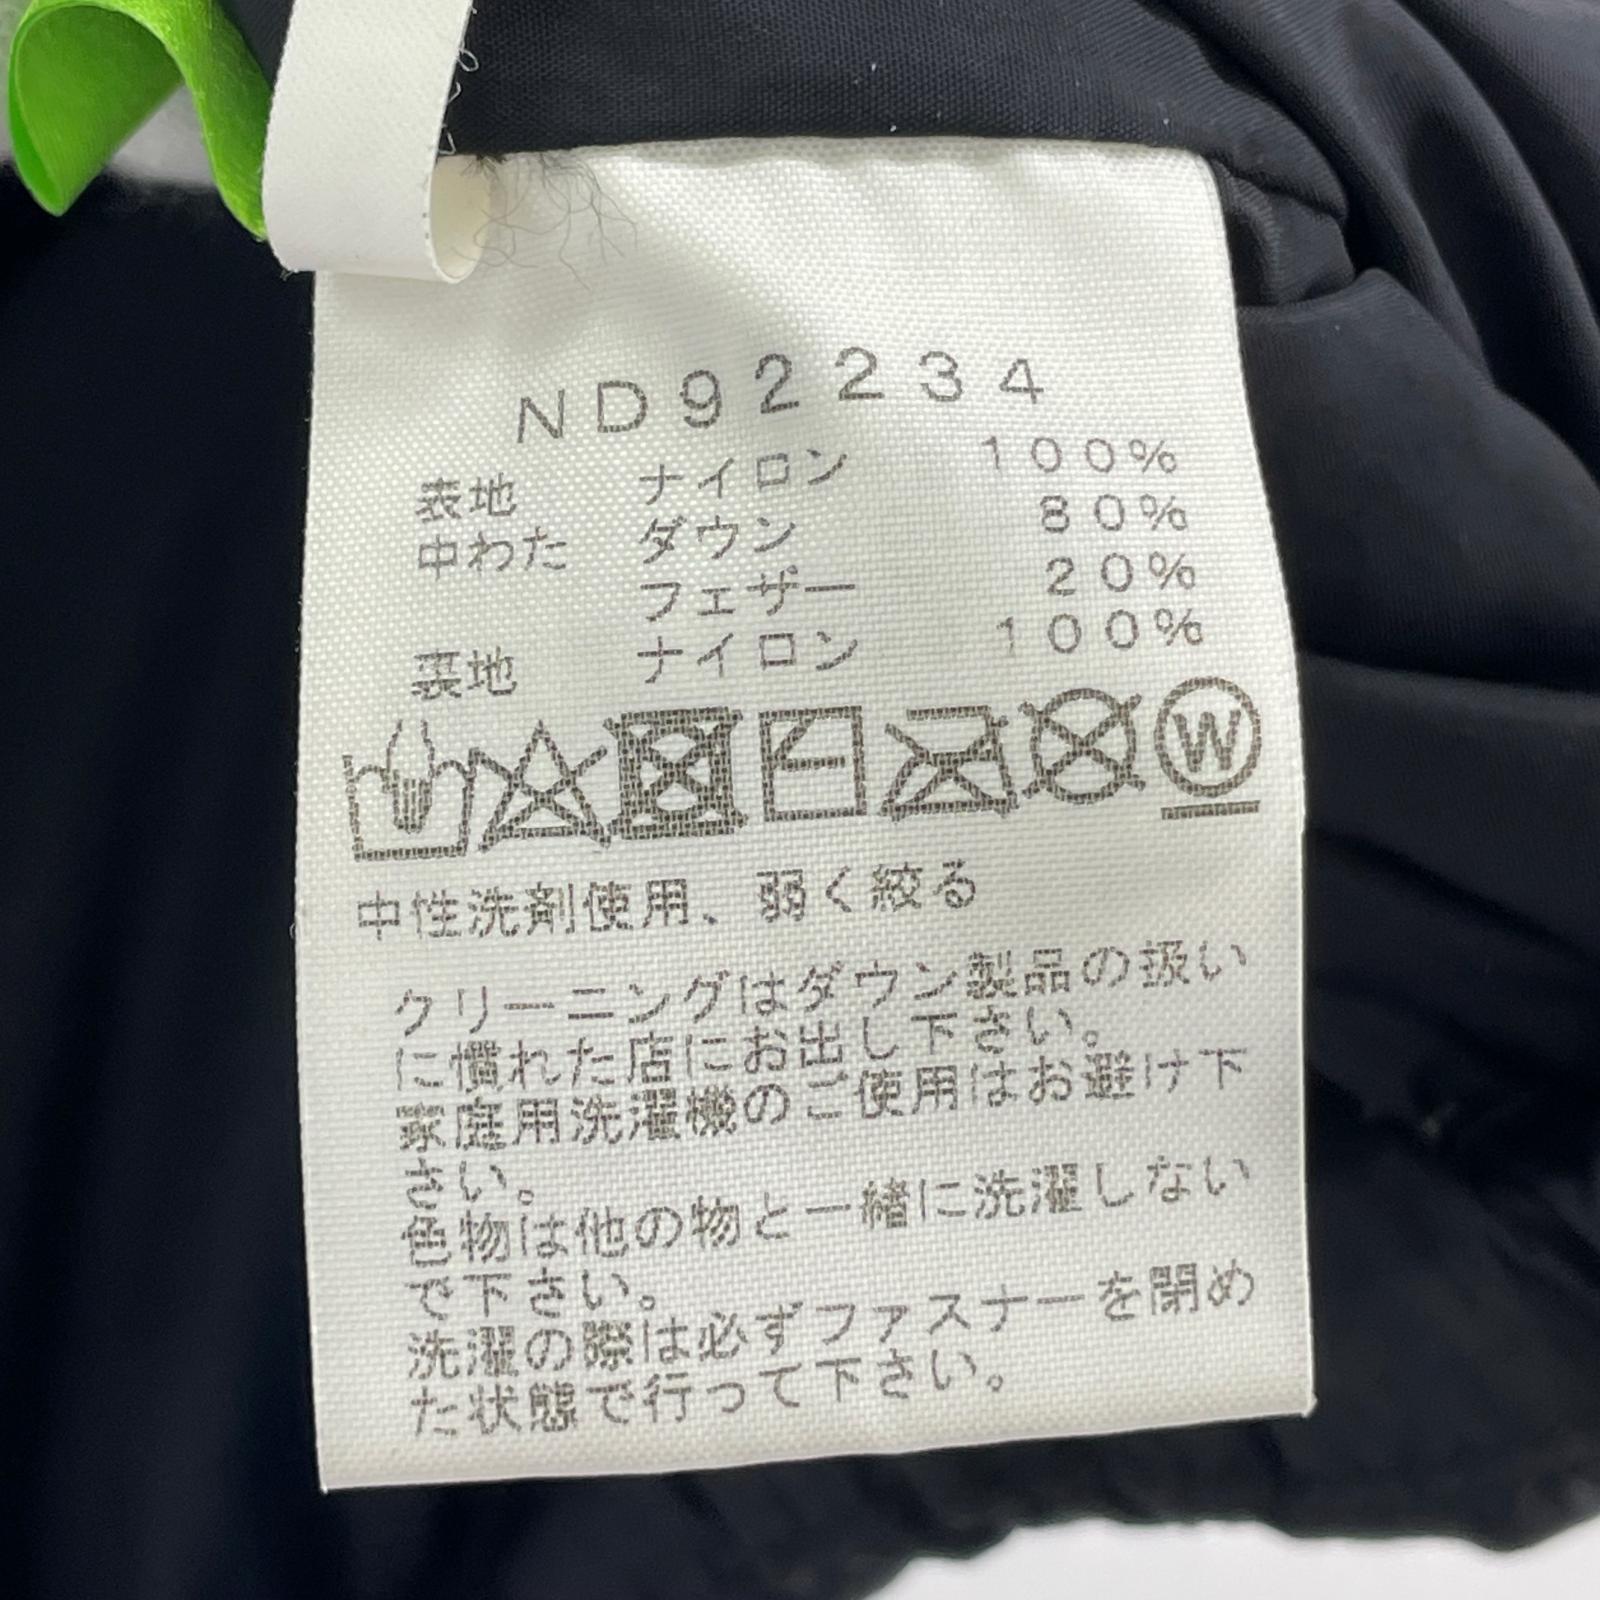 ND92234
表地 ナイロン 100%
中わた ダウン 80%
フェザー 20%
裏地 ナイロン 100%
W
中性洗剤使用、弱く絞る
クリーニングはダウン製品の扱い
に慣れた店にお出し下さい。
家庭用洗濯機のご使用はお避け下
さい。
色物は他の物と一緒に洗濯しない
で下さい。
洗濯の際は必ずファスナーを閉め
た状態で行って下さい。